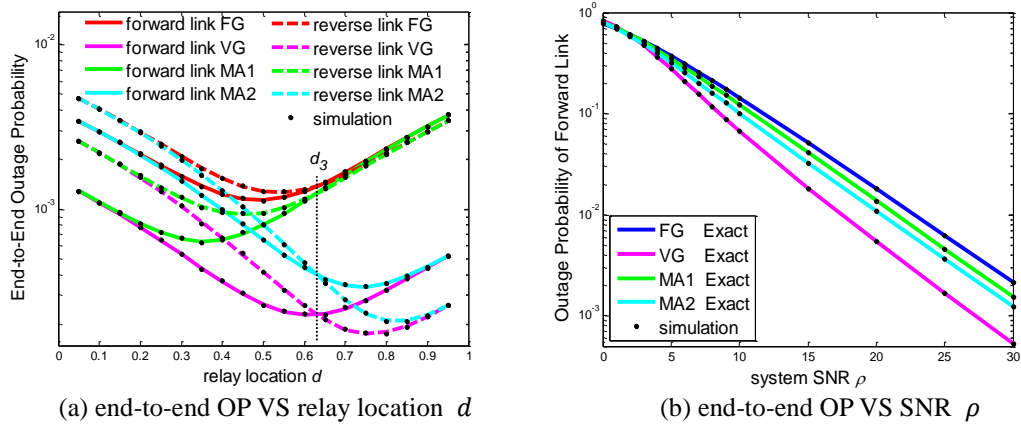 10^-2
10^-3
End-to-End Outage Probability
forward link FG
forward link VG
forward link MA1
forward link MA2
reverse link FG
reverse link VG
reverse link MA1
reverse link MA2
simulation
d3
0 0.1 0.2 0.3 0.4 0.5 0.6 0.7 0.8 0.9 1
relay location d
(a) end-to-end OP VS relay location d
10^0
10^-1
10^-2
10^-3
Outage Probability of Forward Link
FG Exact
VG Exact
MA1 Exact
MA2 Exact
simulation
0 5 10 15 20 25 30
system SNR ρ
(b) end-to-end OP VS SNR ρ